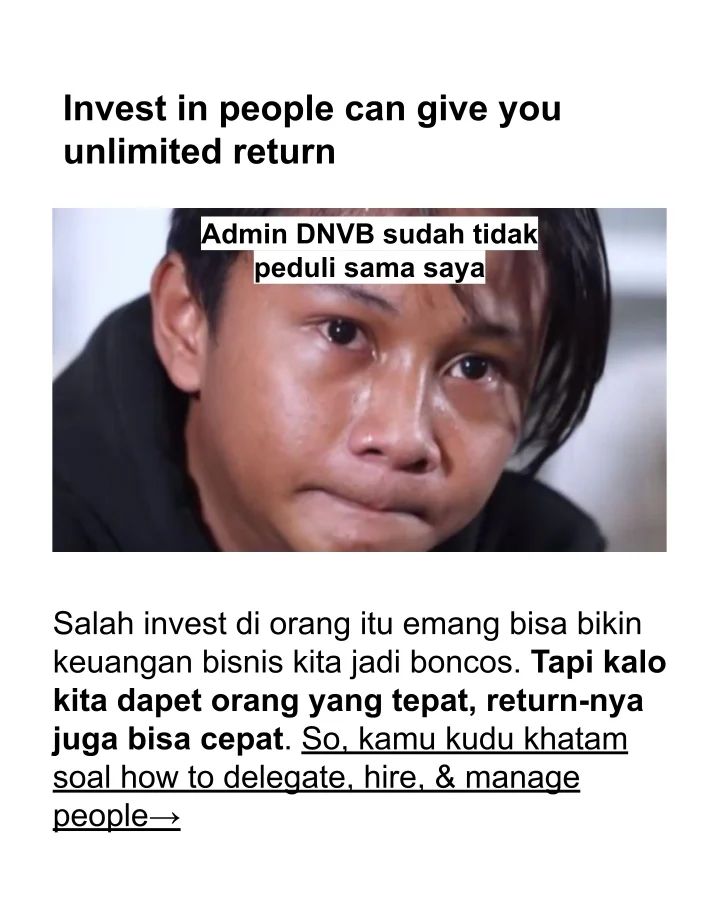 Invest in people can give you
unlimited return
Admin DNVB sudah tidak
peduli sama saya
Salah invest di orang itu emang bisa bikin
keuangan bisnis kita jadi boncos. Tapi kalo
kita dapet orang yang tepat, return-nya
juga bisa cepat. So, kamu kudu khatam
soal how to delegate, hire, & manage
people→